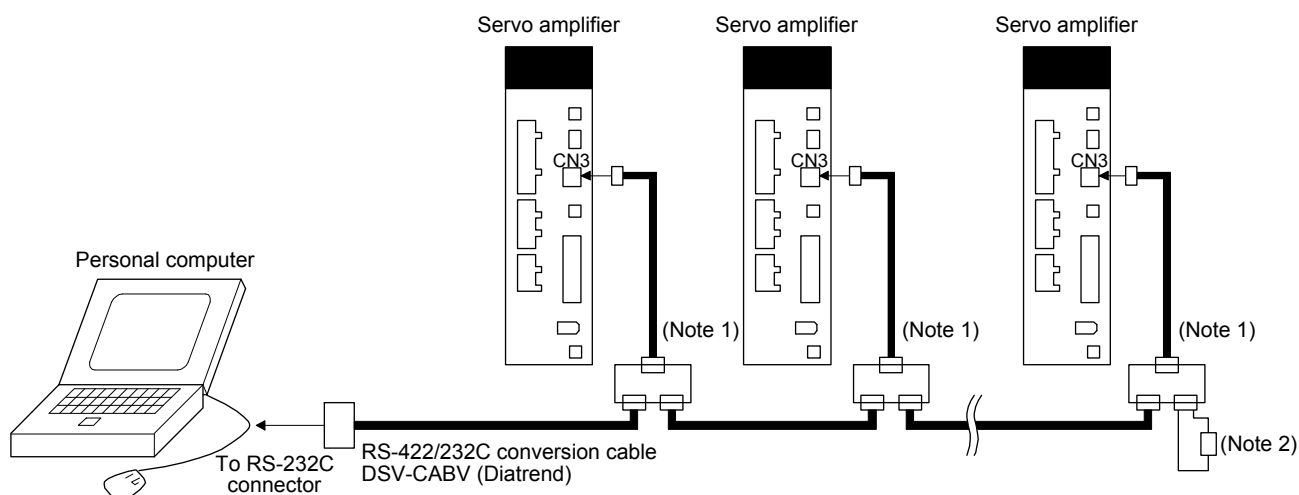 Servo amplifier
Servo amplifier
Servo amplifier
CN3
CN3
CN3
Personal computer
(Note 1)
(Note 1)
(Note 1)
(Note 2)
To RS-232C
connector
RS-422/232C conversion cable
DSV-CABV (Diatrend)